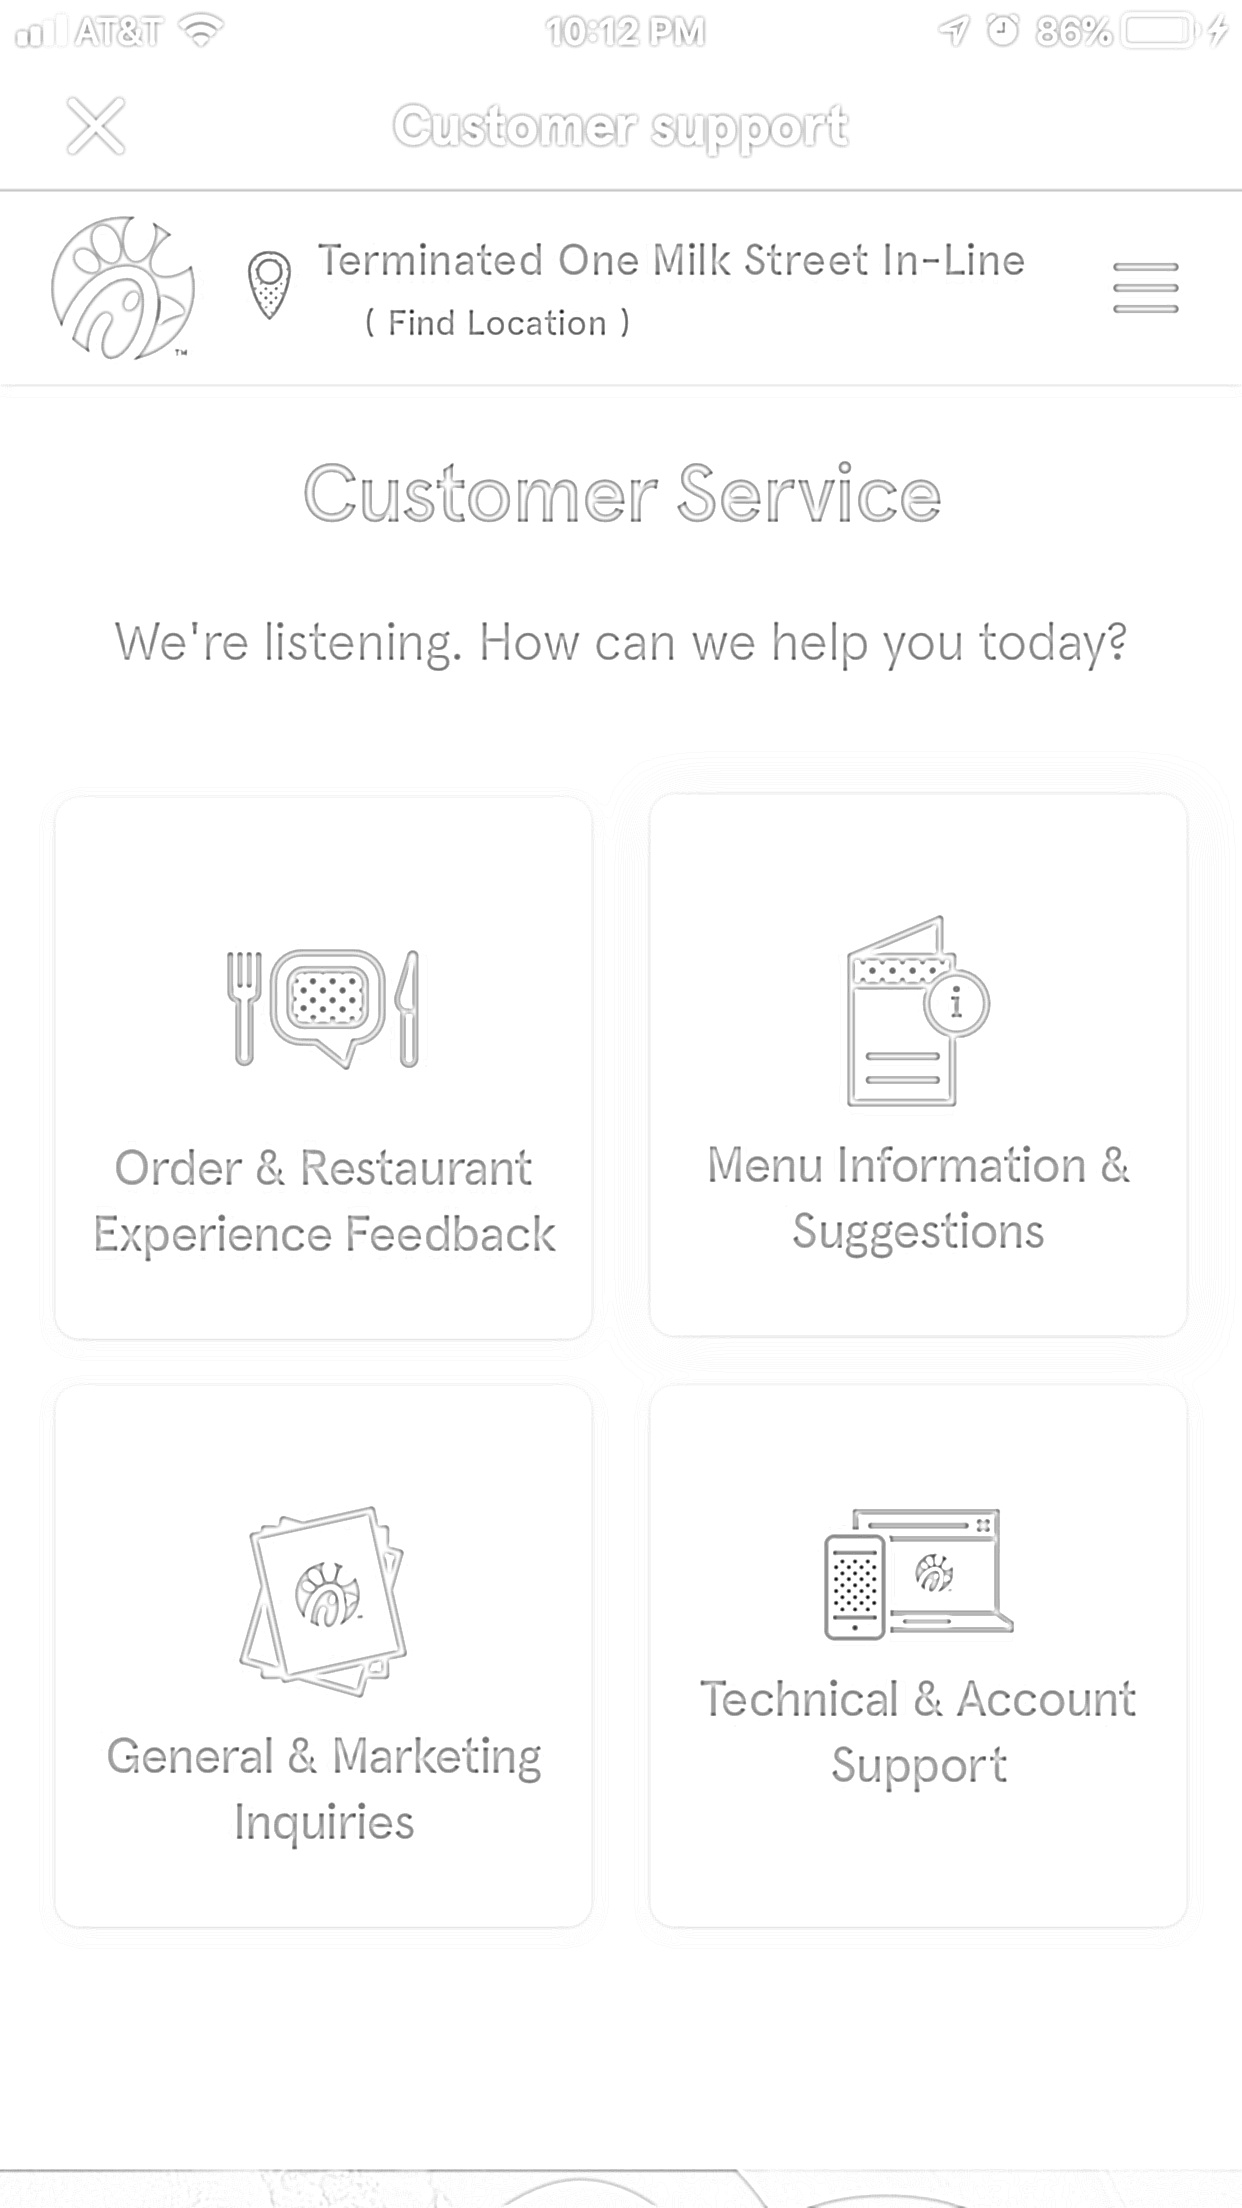 AT&T 10:12 PM 86%
Customer support
Terminated One Milk Street In-Line
( Find Location )
TM
Customer Service
We're listening. How can we help you today?
Order & Restaurant
Experience Feedback
i
Menu Information &
Suggestions
General & Marketing
Inquiries
Technical & Account
Support